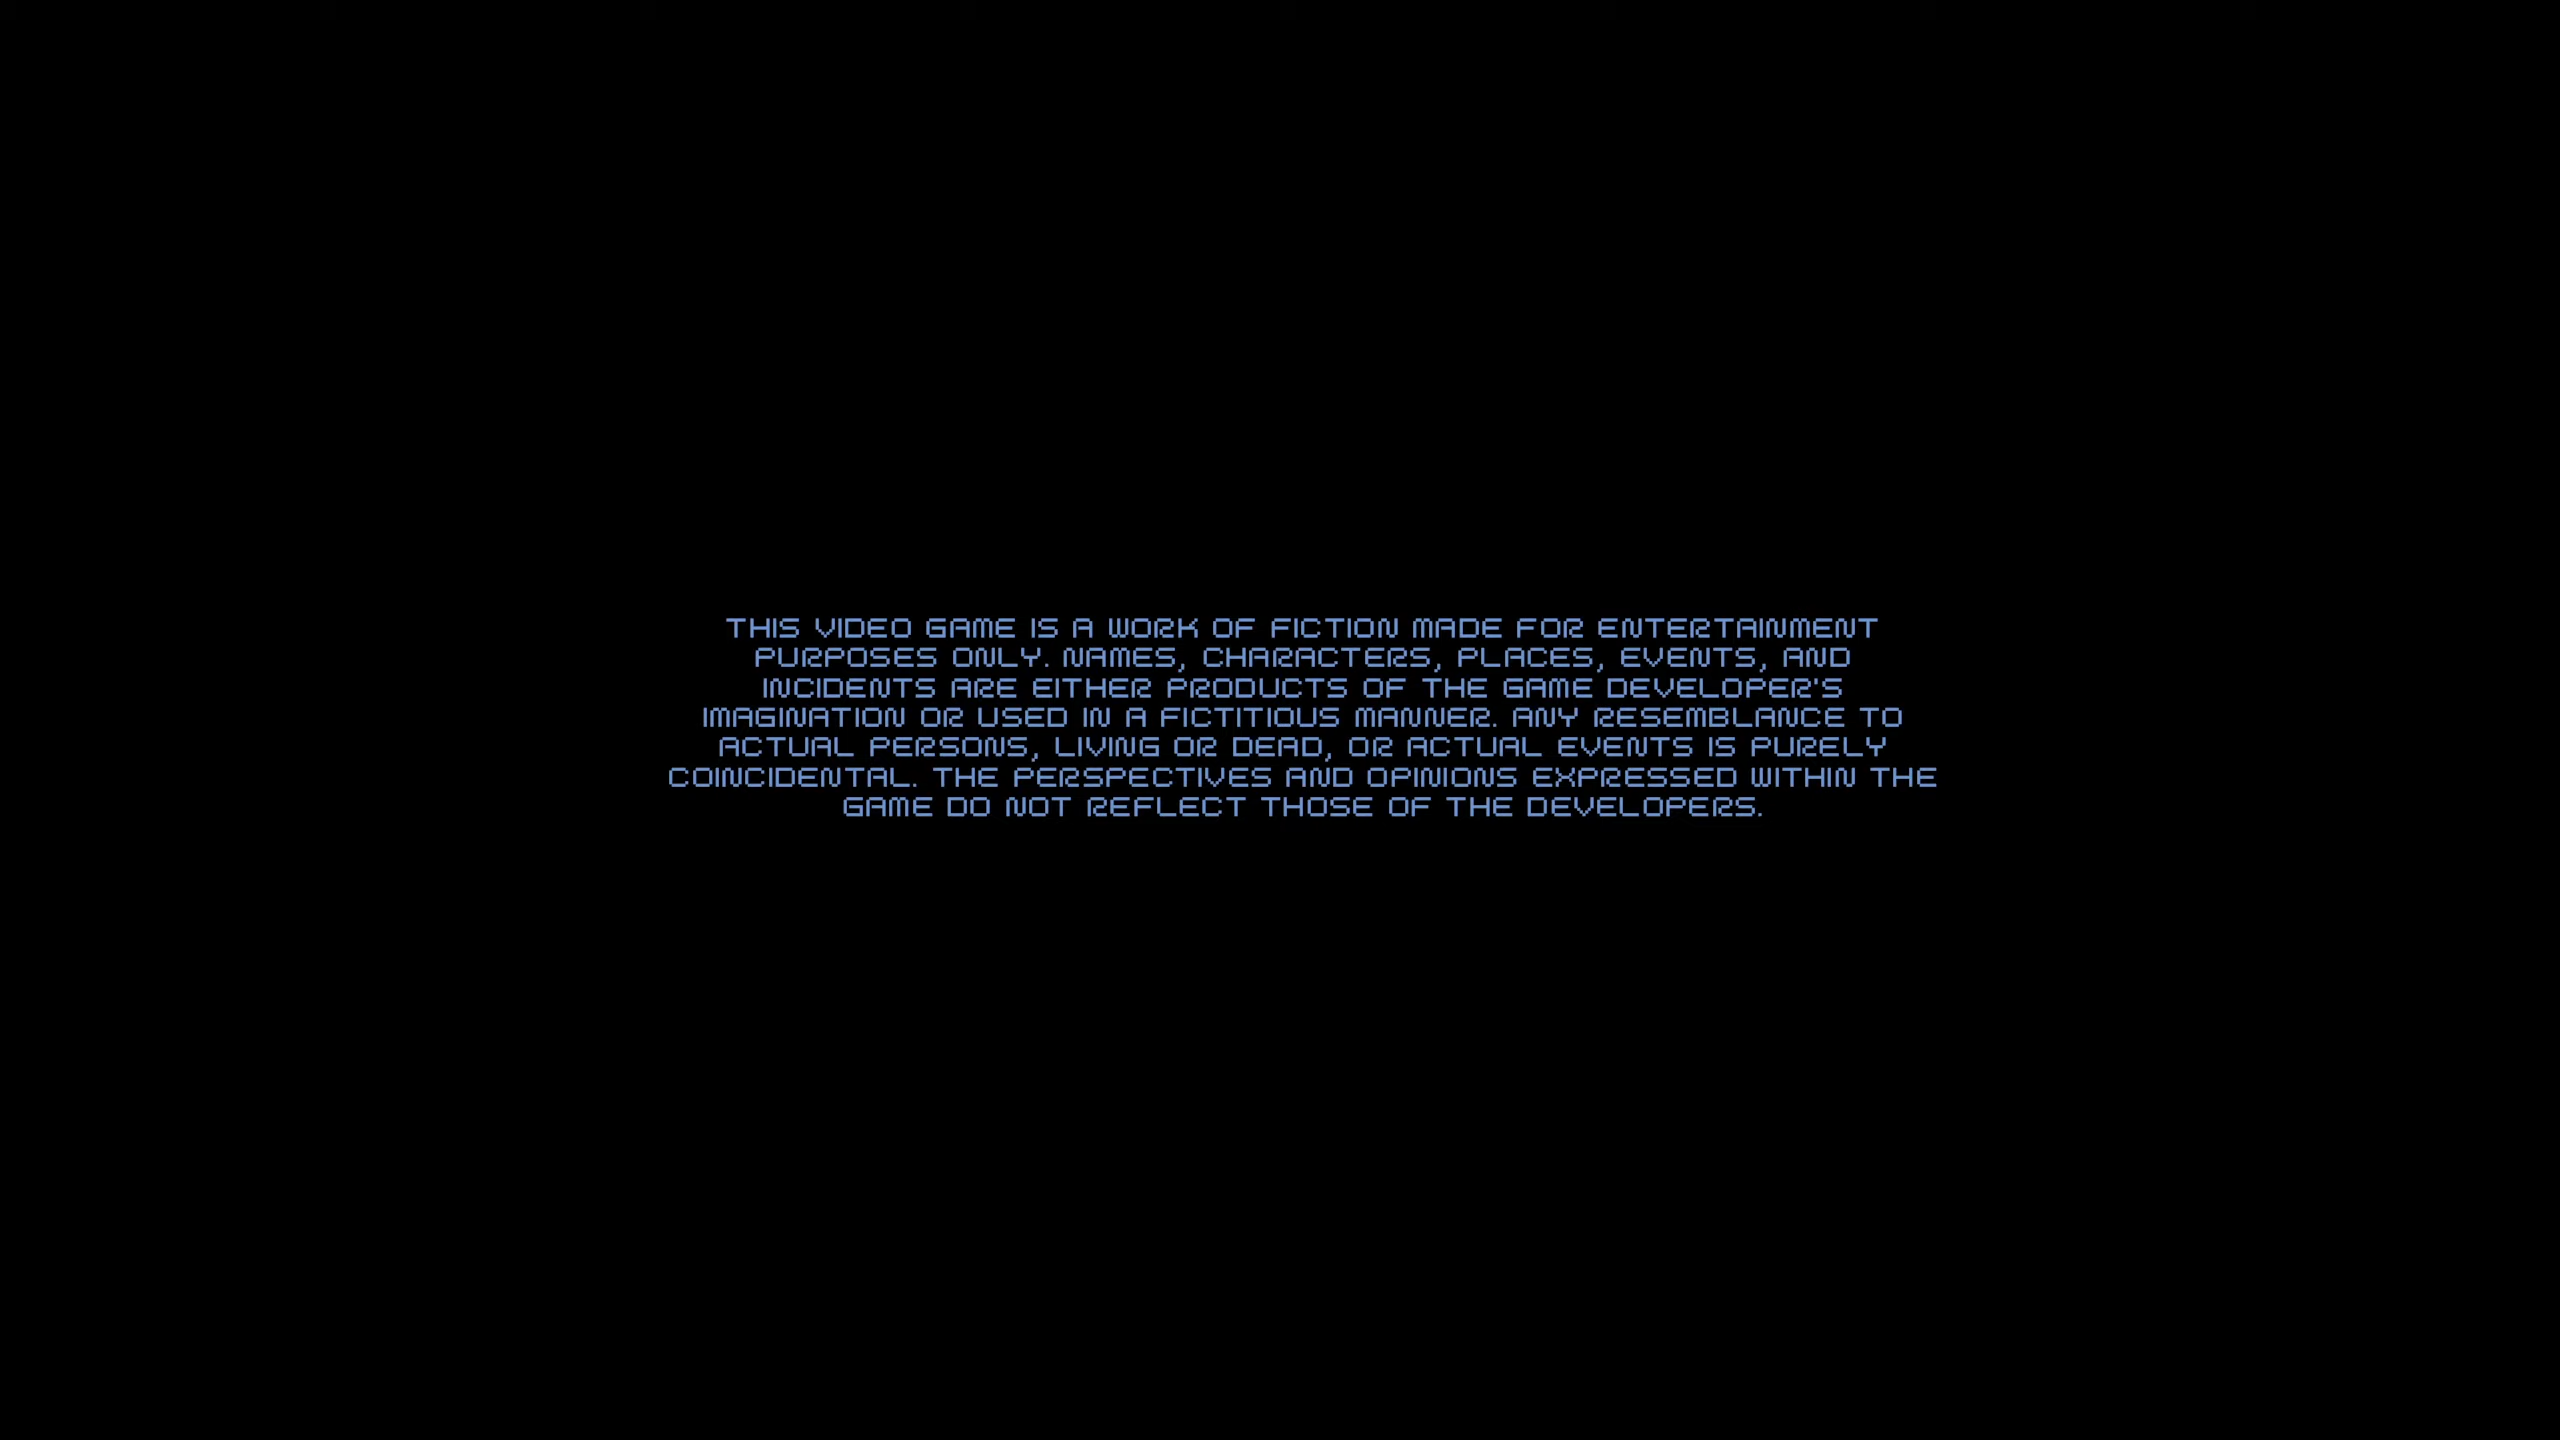 THIS VIDEO GAME IS A WORK OF FICTION MADE FOR ENTERTAINMENT
PURPOSES ONLY. NAMES, CHARACTERS, PLACES, EVENTS, AND
INCIDENTS ARE EITHER PRODUCTS OF THE GAME DEVELOPER'S
IMAGINATION OR USED IN A FICTITIOUS MANNER. ANY RESEMBLANCE TO
ACTUAL PERSONS, LIVING OR DEAD, OR ACTUAL EVENTS IS PURELY
COINCIDENTAL. THE PERSPECTIVES AND OPINIONS EXPRESSED WITHIN THE
GAME DO NOT REFLECT THOSE OF THE DEVELOPERS.